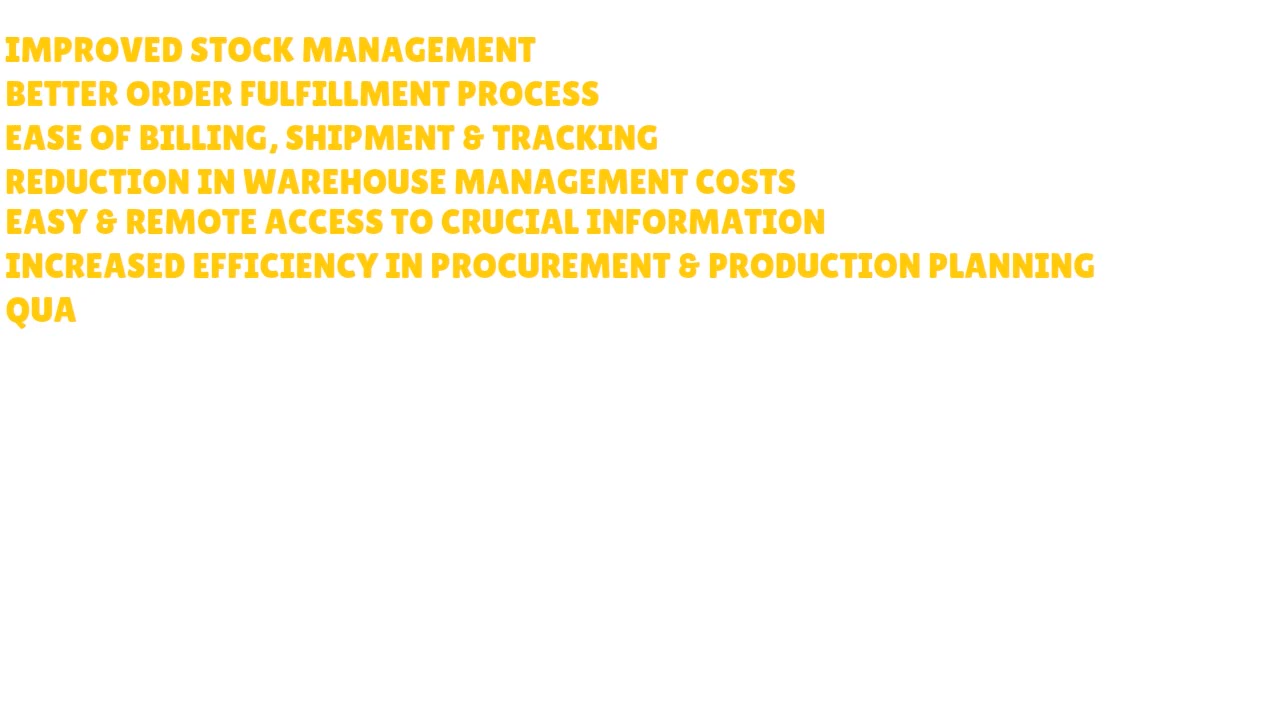 IMPROVED STOCK MANAGEMENT
BETTER ORDER FULFILLMENT PROCESS
EASE OF BILLING, SHIPMENT & TRACKING
REDUCTION IN WAREHOUSE MANAGEMENT COSTS
EASY & REMOTE ACCESS TO CRUCIAL INFORMATION
INCREASED EFFICIENCY IN PROCUREMENT & PRODUCTION PLANNING
QUA